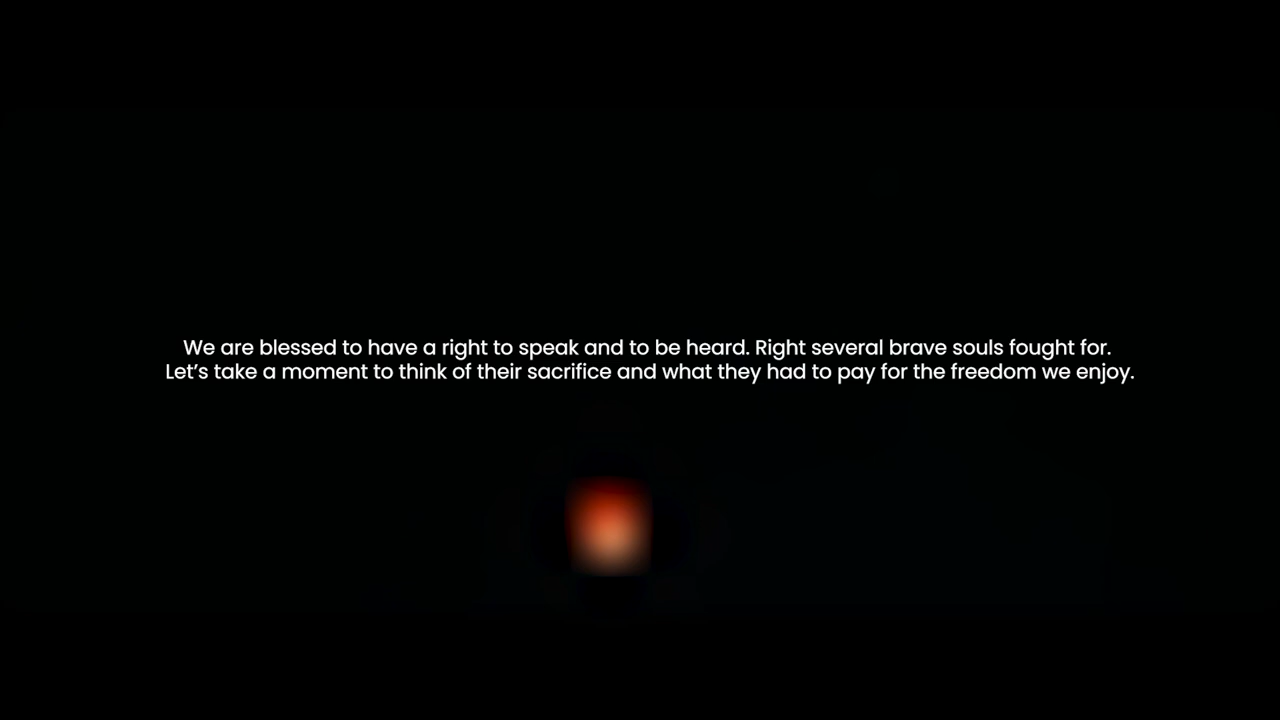 We are blessed to have a right to speak and to be heard. Right several brave souls fought for.
Let’s take a moment to think of their sacrifice and what they had to pay for the freedom we enjoy.